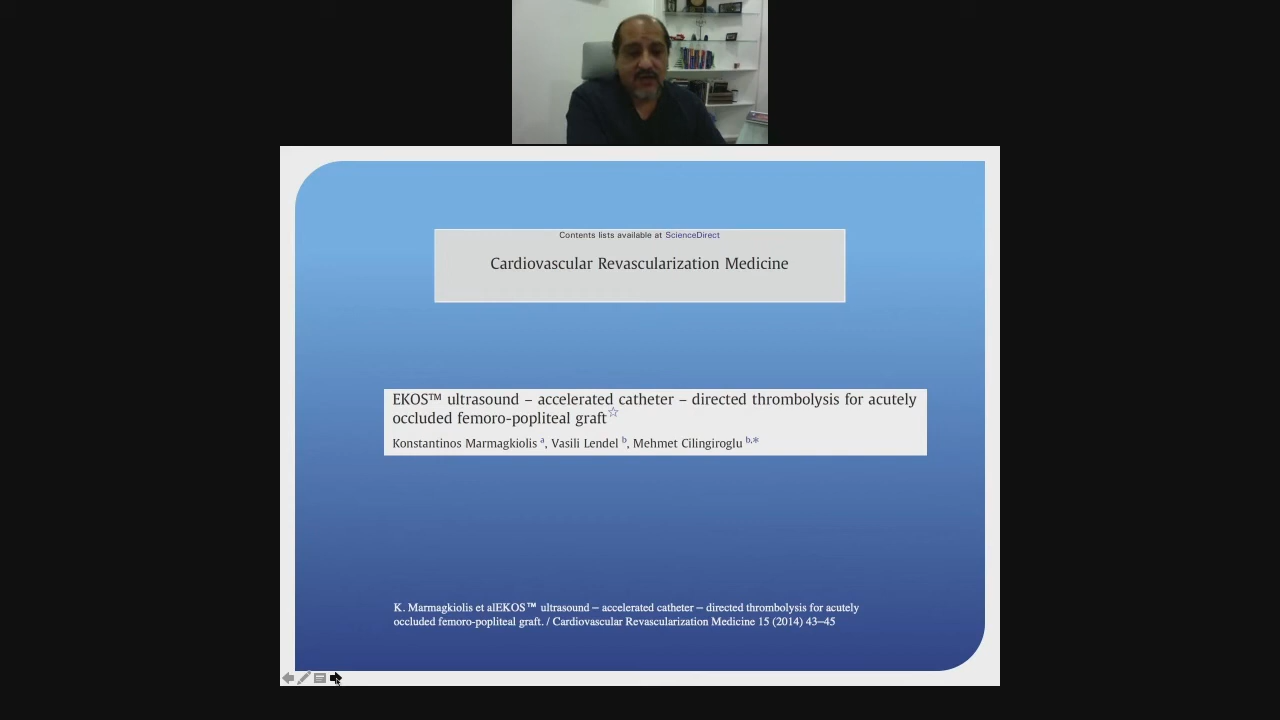 Contents lists available at ScienceDirect
Cardiovascular Revascularization Medicine
EKOS™ ultrasound – accelerated catheter – directed thrombolysis for acutely
occluded femoro-popliteal graft☆
Konstantinos Marmagkiolis a, Vasili Lendel b, Mehmet Cilingiroglu b,*
K. Marmagkiolis et alEKOS™ ultrasound – accelerated catheter – directed thrombolysis for acutely
occluded femoro-popliteal graft. / Cardiovascular Revascularization Medicine 15 (2014) 43–45